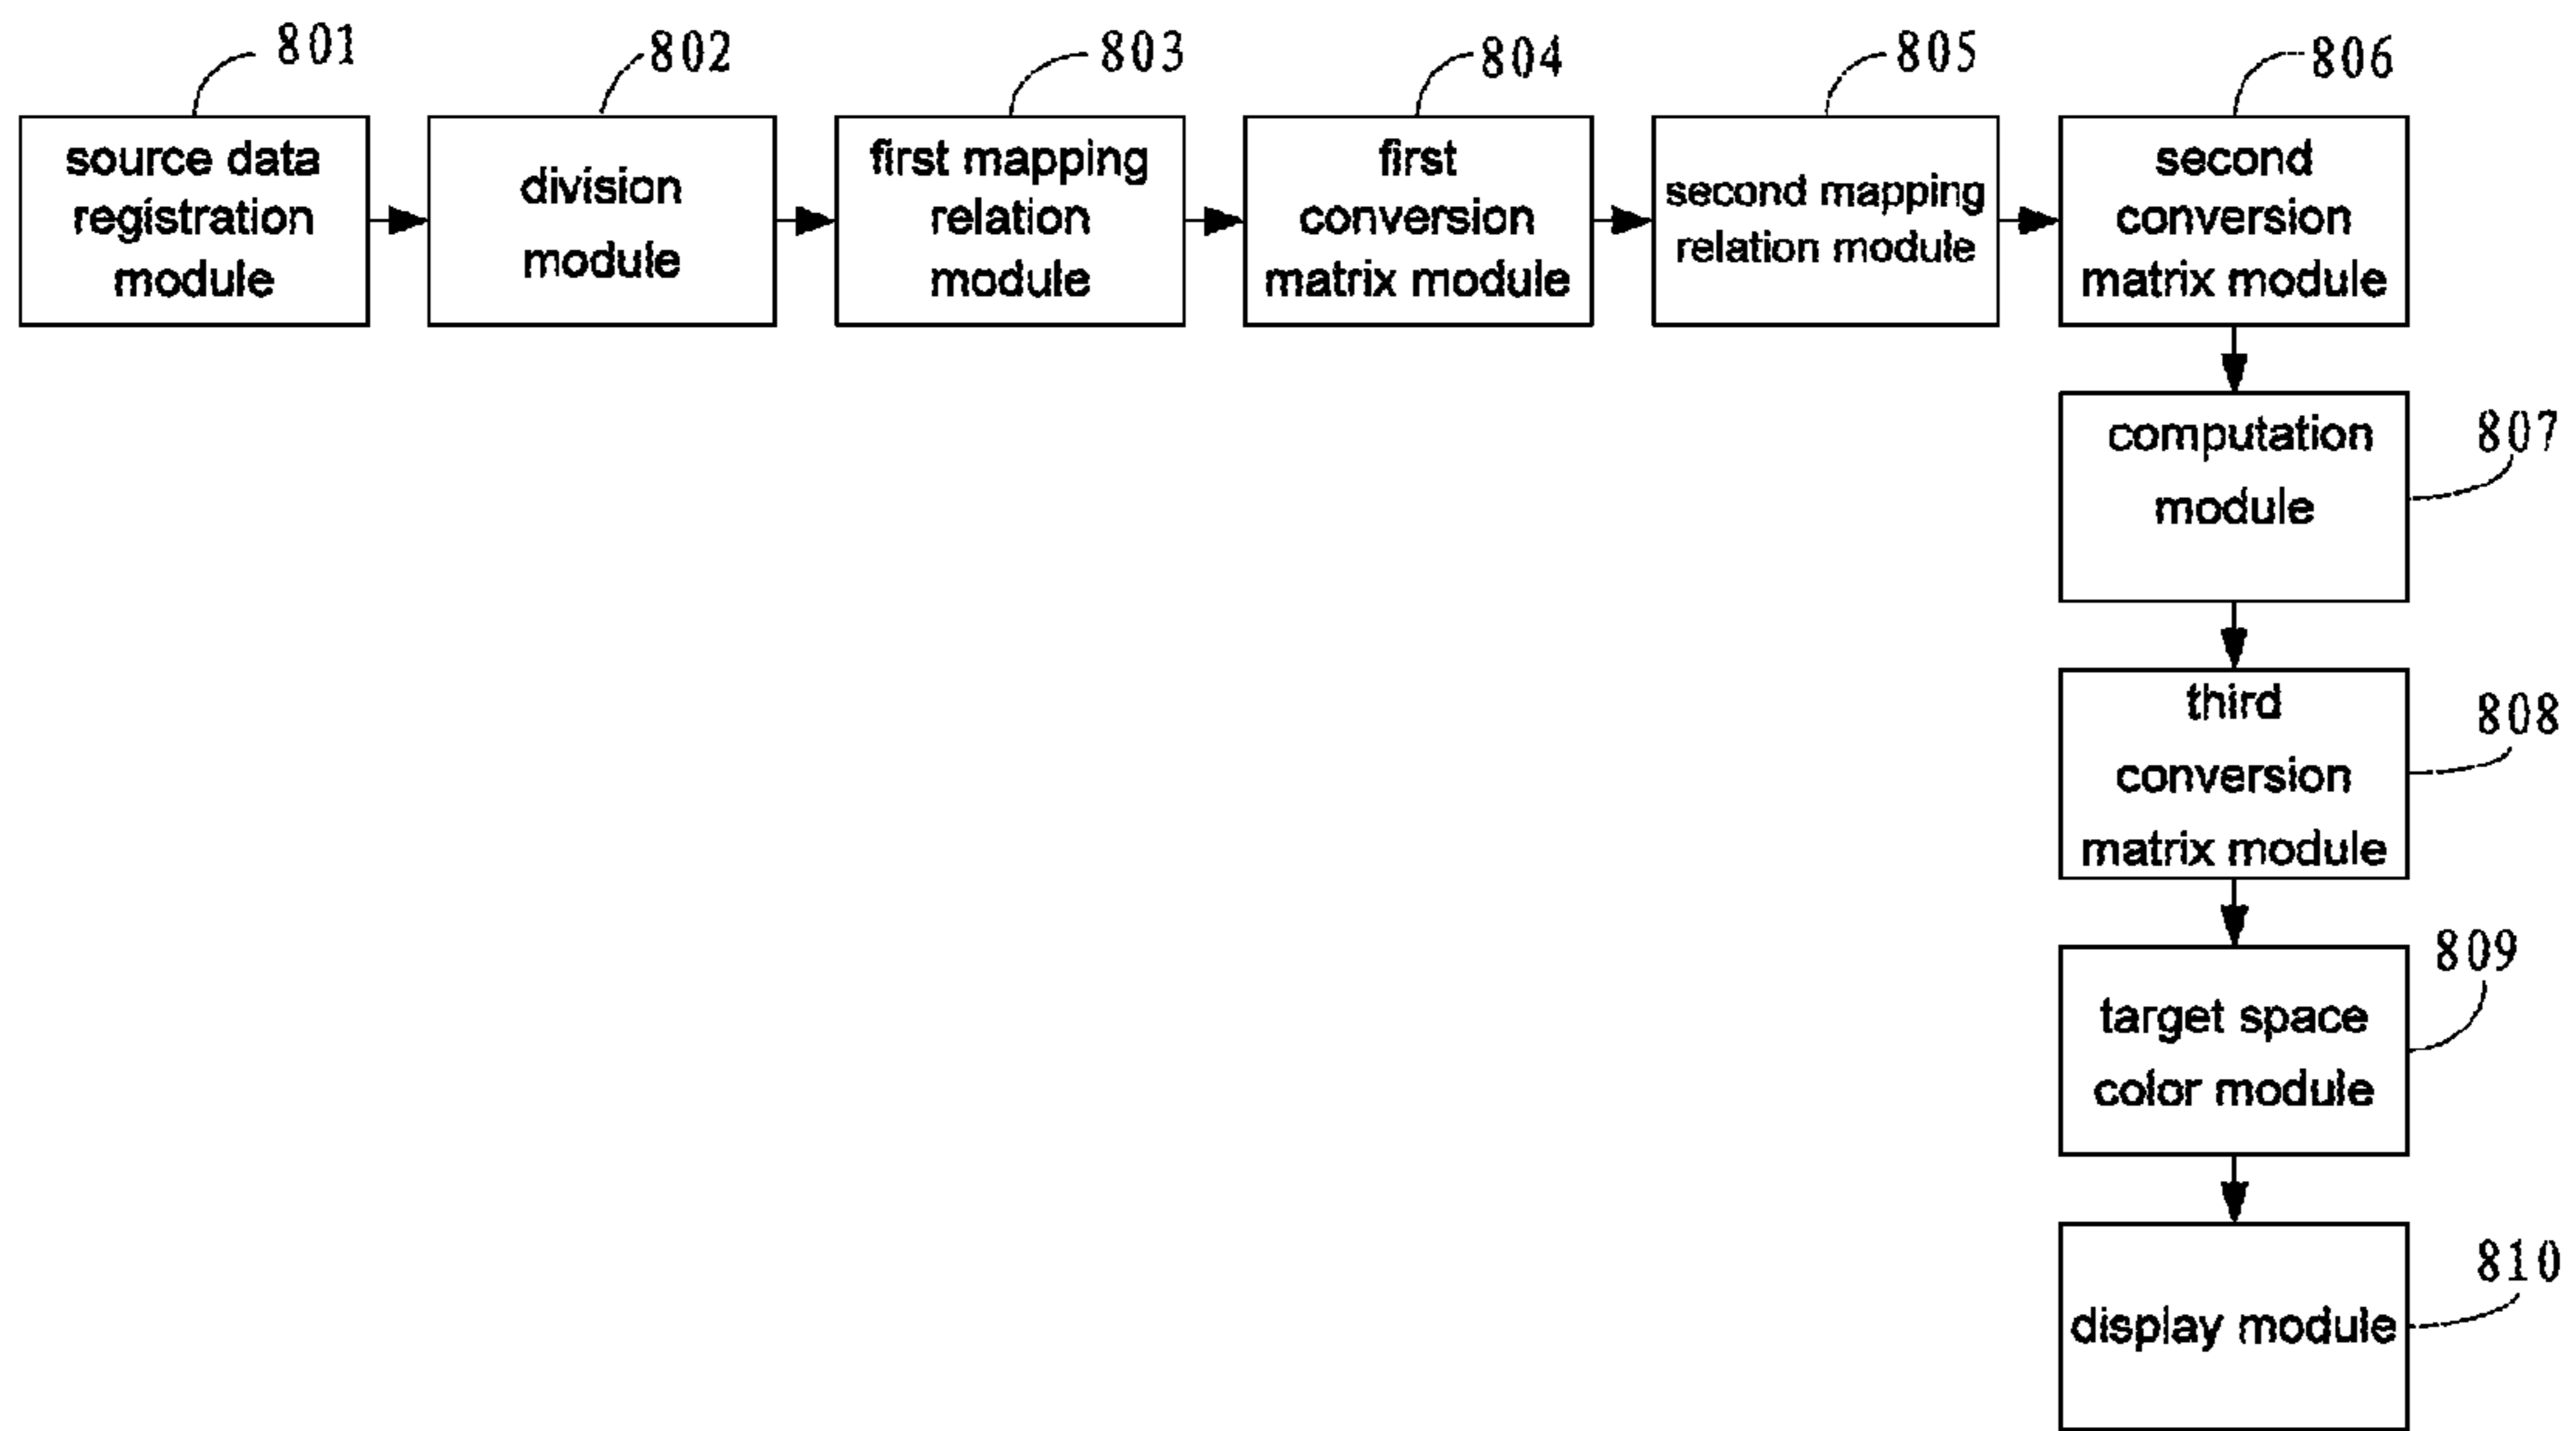 801
802
803
804
805
806
source data
registration
module
division
module
first mapping
relation
module
first
conversion
matrix module
second mapping
relation module
second
conversion
matrix module
computation
module
807
third
conversion
matrix module
808
target space
color module
809
display module
810